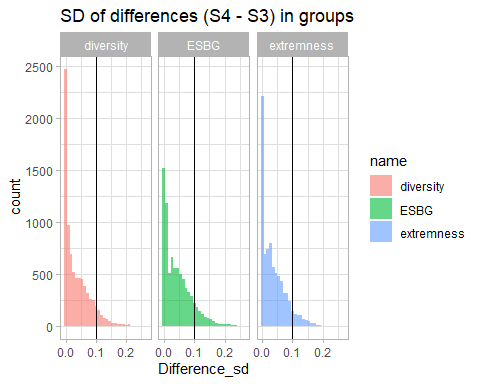 SD of differences (S4 - S3) in groups
diversity ESBG extremness
2500
2000
1500
1000
500
0
count
0.0 0.1 0.2 0.0 0.1 0.2 0.0 0.1 0.2
Difference_sd
name
diversity
ESBG
extremness